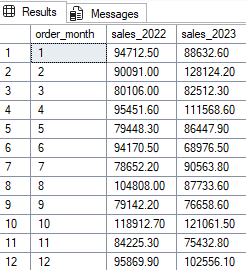 Results Messages
order_month sales_2022 sales_2023
1 1 94712.50 88632.60
2 2 90091.00 128124.20
3 3 80106.00 82512.30
4 4 95451.60 111568.60
5 5 79448.30 86447.90
6 6 94170.50 68976.50
7 7 78652.20 90563.80
8 8 104808.00 87733.60
9 9 79142.20 76658.60
10 10 118912.70 121061.50
11 11 84225.30 75432.80
12 12 95869.90 102556.10